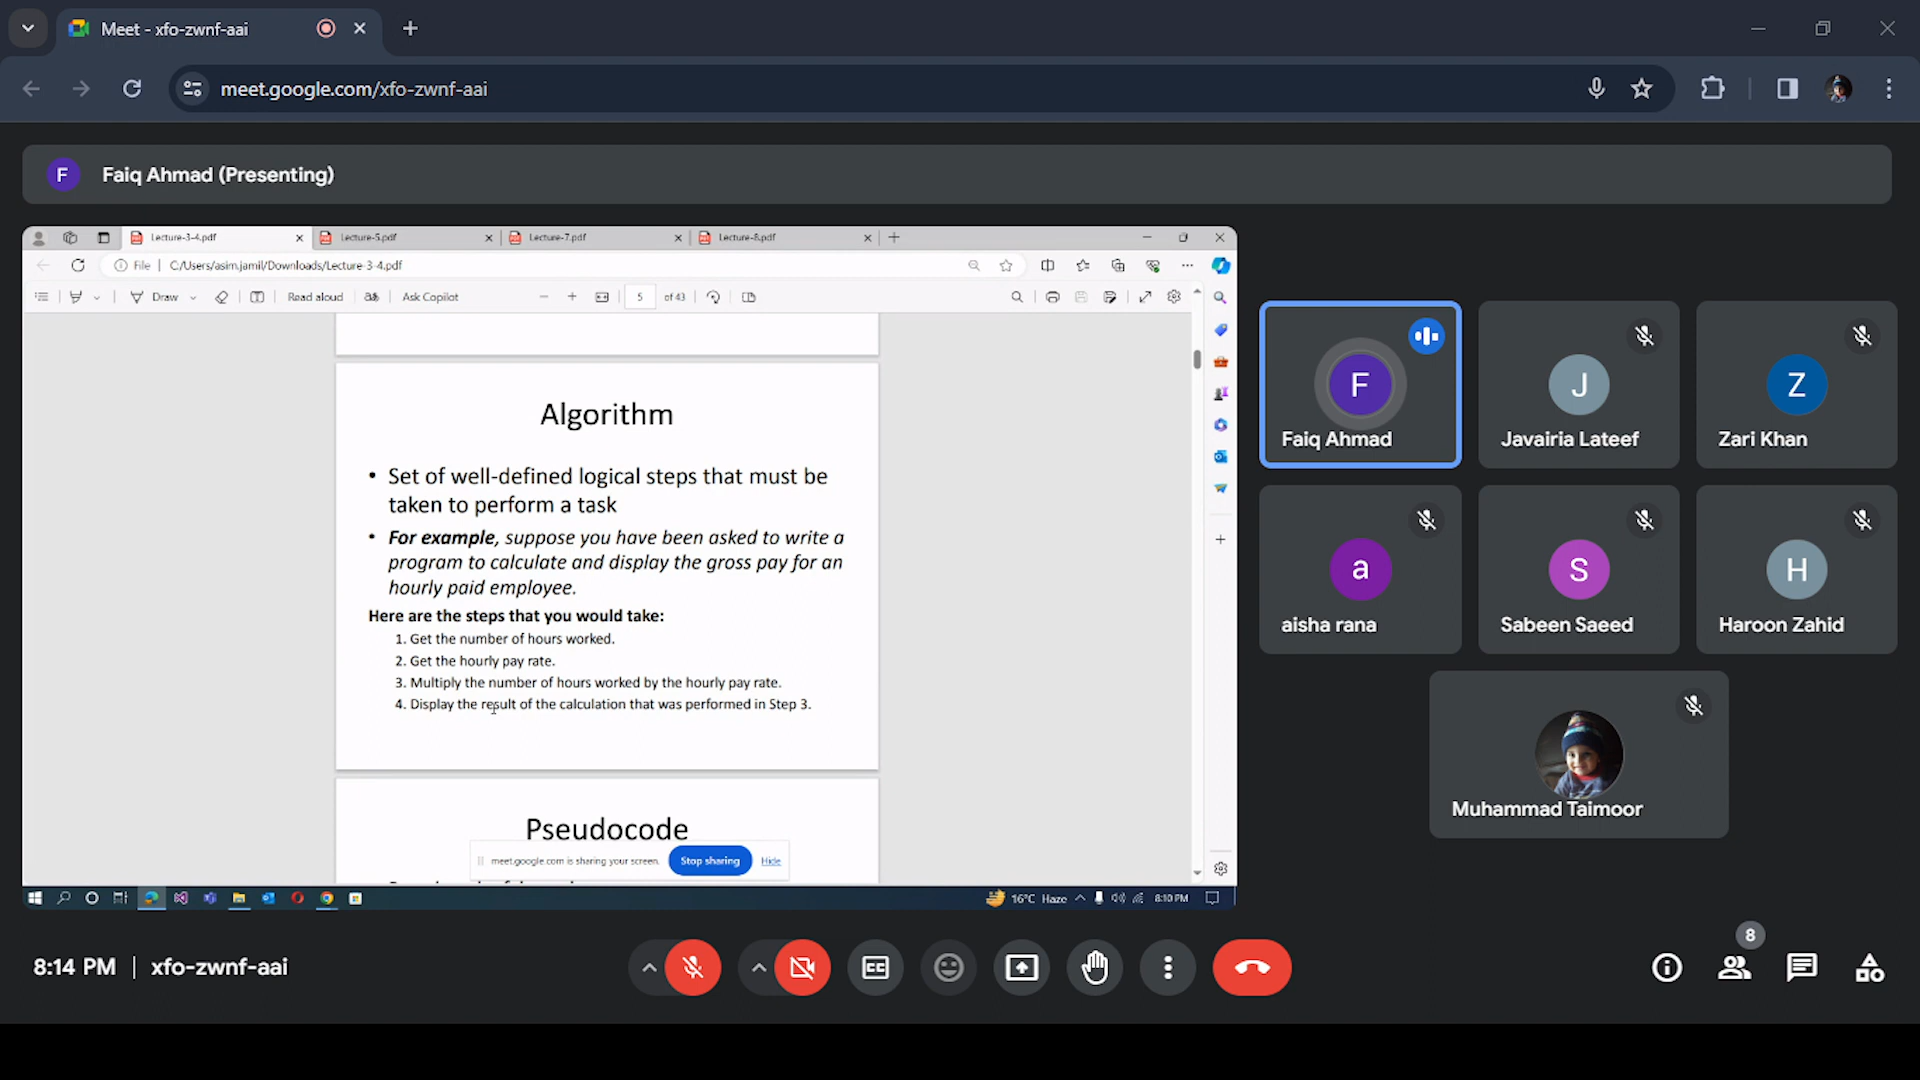 Meet - xfo-zwnf-aai
meet.google.com/xfo-zwnf-aai
F
Faiq Ahmad (Presenting)
Lecture-3-4.pdf
Lecture-5.pdf
Lecture-7.pdf
Lecture-8.pdf
File
C:/Users/asim.jamil/Downloads/Lecture-3-4.pdf
Draw
Read aloud
Ask Copilot
5
of 43
Algorithm
• Set of well-defined logical steps that must be
taken to perform a task
• For example, suppose you have been asked to write a
program to calculate and display the gross pay for an
hourly paid employee.
Here are the steps that you would take:
1. Get the number of hours worked.
2. Get the hourly pay rate.
3. Multiply the number of hours worked by the hourly pay rate.
4. Display the result of the calculation that was performed in Step 3.
Pseudocode
meet.google.com is sharing your screen.
Stop sharing
Hide
16°C Haze
8:10 PM
F
Faiq Ahmad
J
Javairia Lateef
Z
Zari Khan
a
aisha rana
S
Sabeen Saeed
H
Haroon Zahid
Muhammad Taimoor
8:14 PM
xfo-zwnf-aai
CC
8